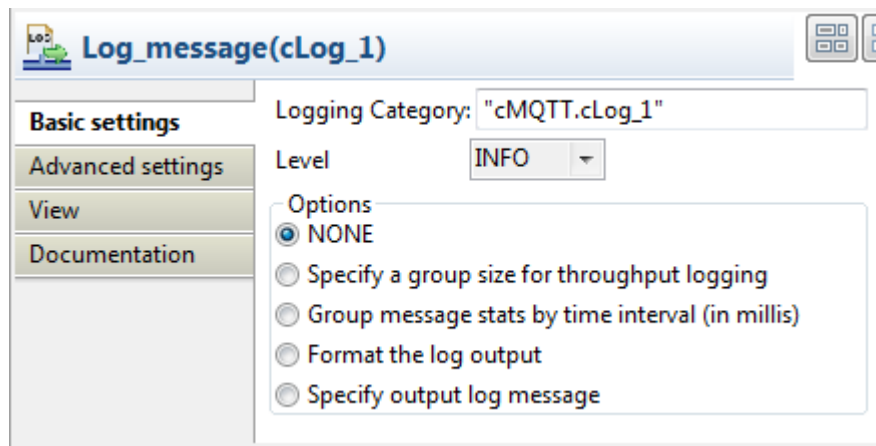 LOG
Log_message(cLog_1)
Basic settings
Advanced settings
View
Documentation
Logging Category: "cMQTT.cLog_1"
Level INFO
Options
NONE
Specify a group size for throughput logging
Group message stats by time interval (in millis)
Format the log output
Specify output log message